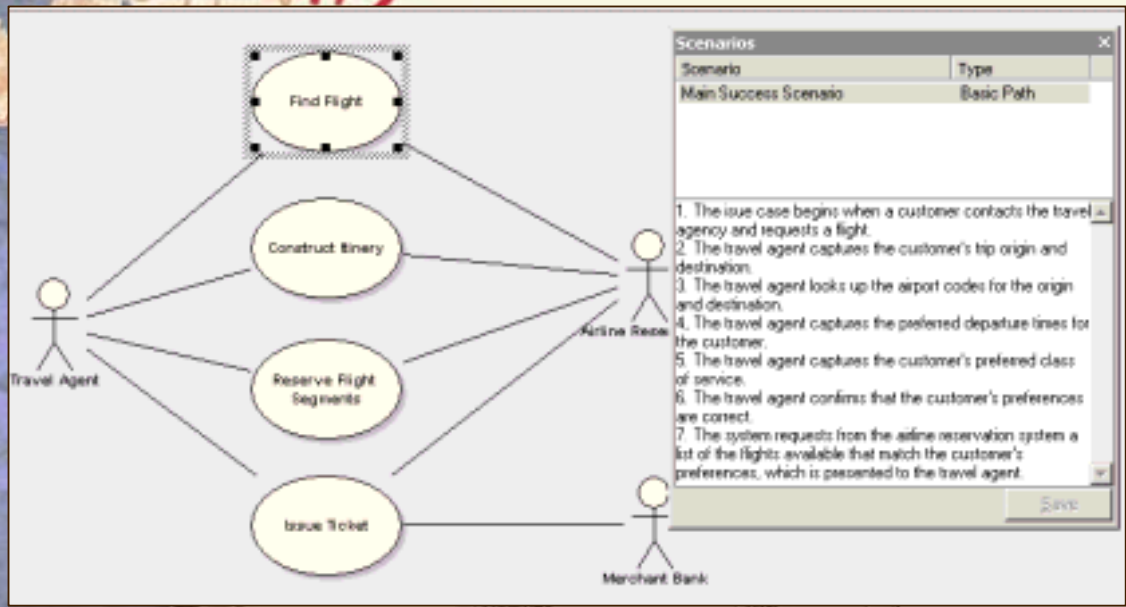 Find Flight
Construct Itinery
Reserve Flight
Segments
Issue Ticket
Travel Agent
Airline Rese
Merchant Bank
Scenarios
Scenario Type
Main Success Scenario Basic Path
1. The isue case begins when a customer contacts the travel
agency and requests a flight.
2. The travel agent captures the customer's trip origin and
destination.
3. The travel agent looks up the airport codes for the origin
and destination.
4. The travel agent captures the preferred departure times for
the customer.
5. The travel agent captures the customer's preferred class
of service.
6. The travel agent confirms that the customer's preferences
are correct.
7. The system requests from the airline reservation system a
list of the flights available that match the customer's
preferences, which is presented to the travel agent.
Save